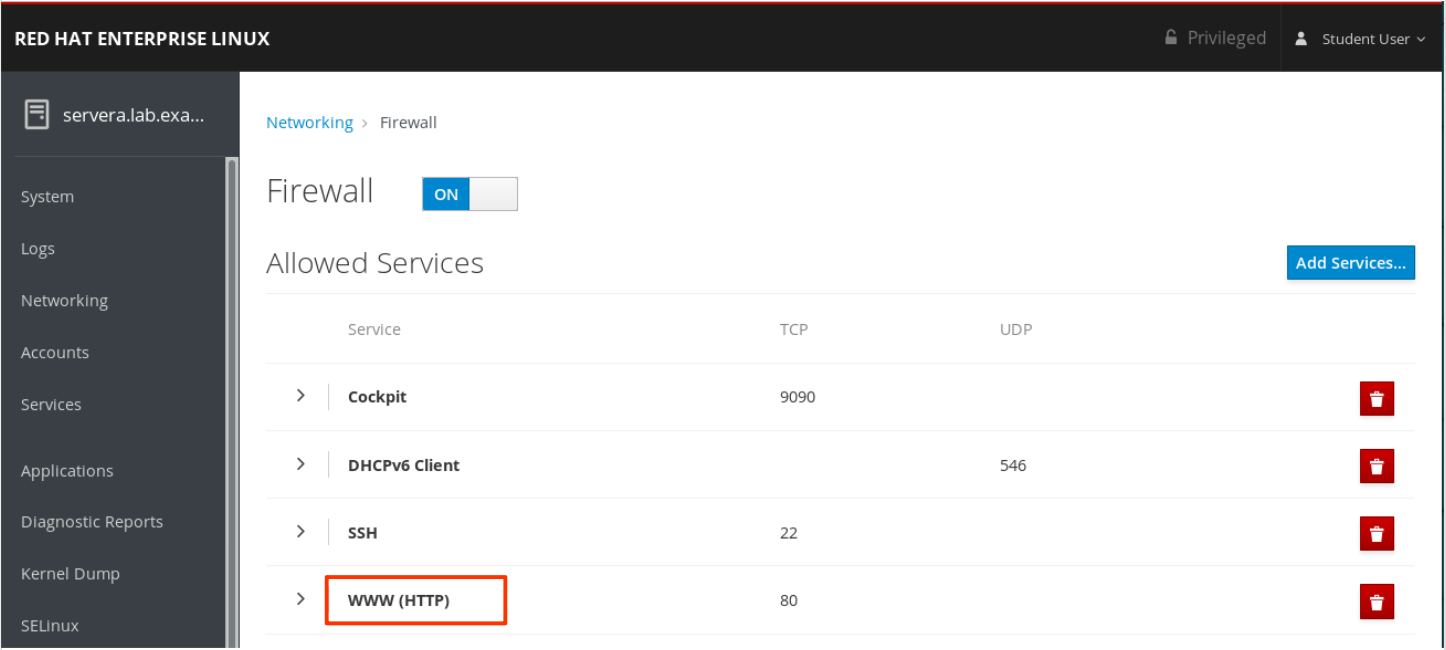 RED HAT ENTERPRISE LINUX
Privileged
Student User
servera.lab.exa...
System
Logs
Networking
Accounts
Services
Applications
Diagnostic Reports
Kernel Dump
SELinux
Networking > Firewall
Firewall ON
Allowed Services Add Services...
Service TCP UDP
Cockpit 9090
DHCPv6 Client 546
SSH 22
WWW (HTTP) 80